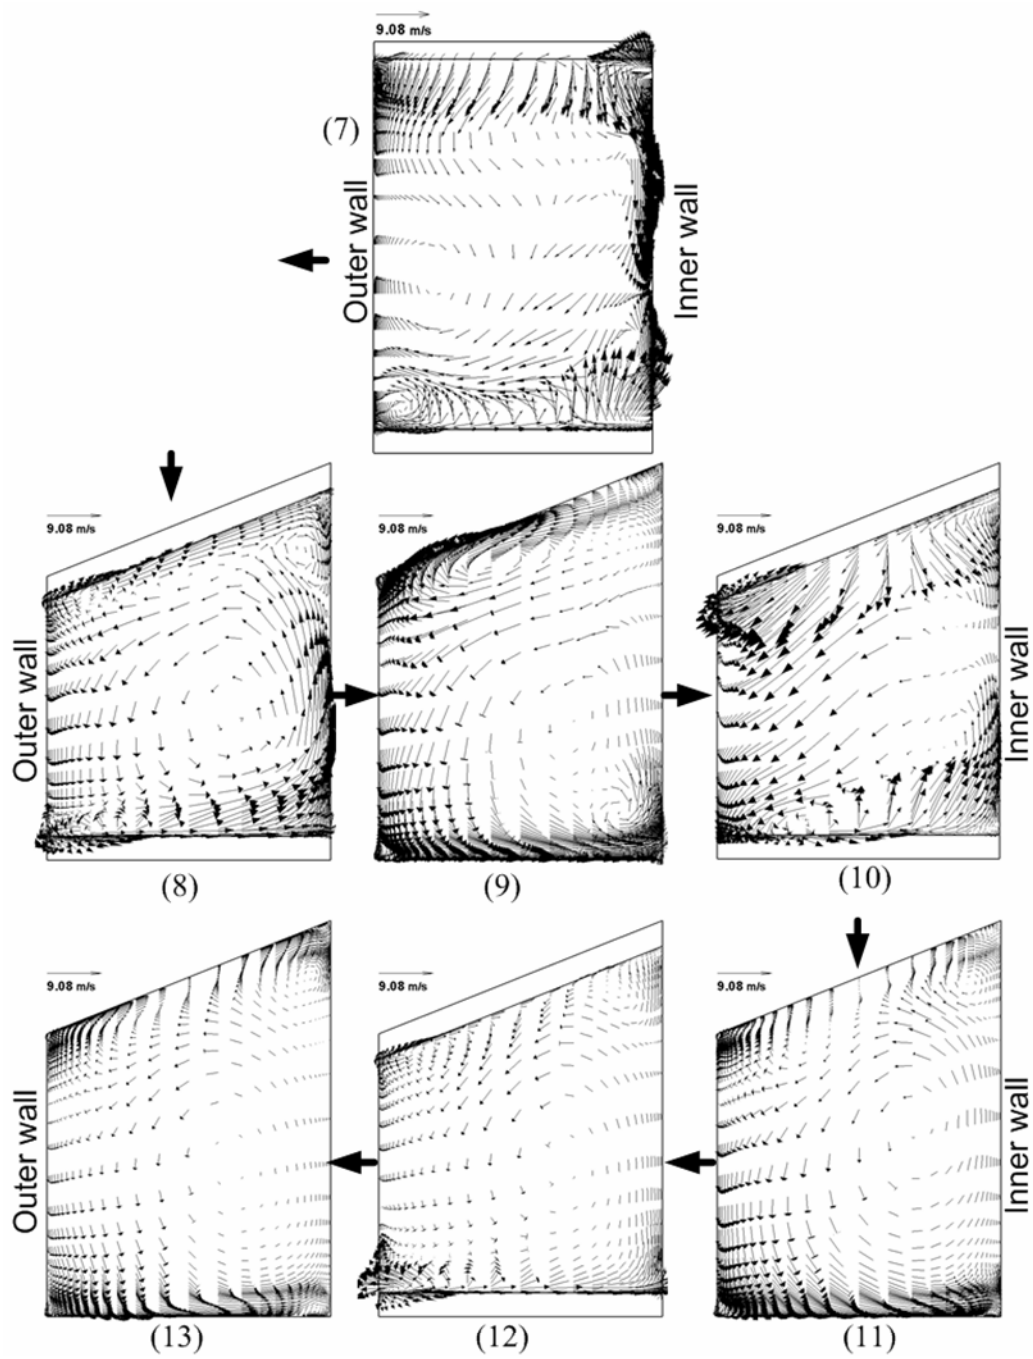 9.08 m/s
(7)
Outer wall
Inner wall
9.08 m/s
9.08 m/s
9.08 m/s
Outer wall
Inner wall
(8)
(9)
(10)
9.08 m/s
9.08 m/s
9.08 m/s
Outer wall
Inner wall
(13)
(12)
(11)